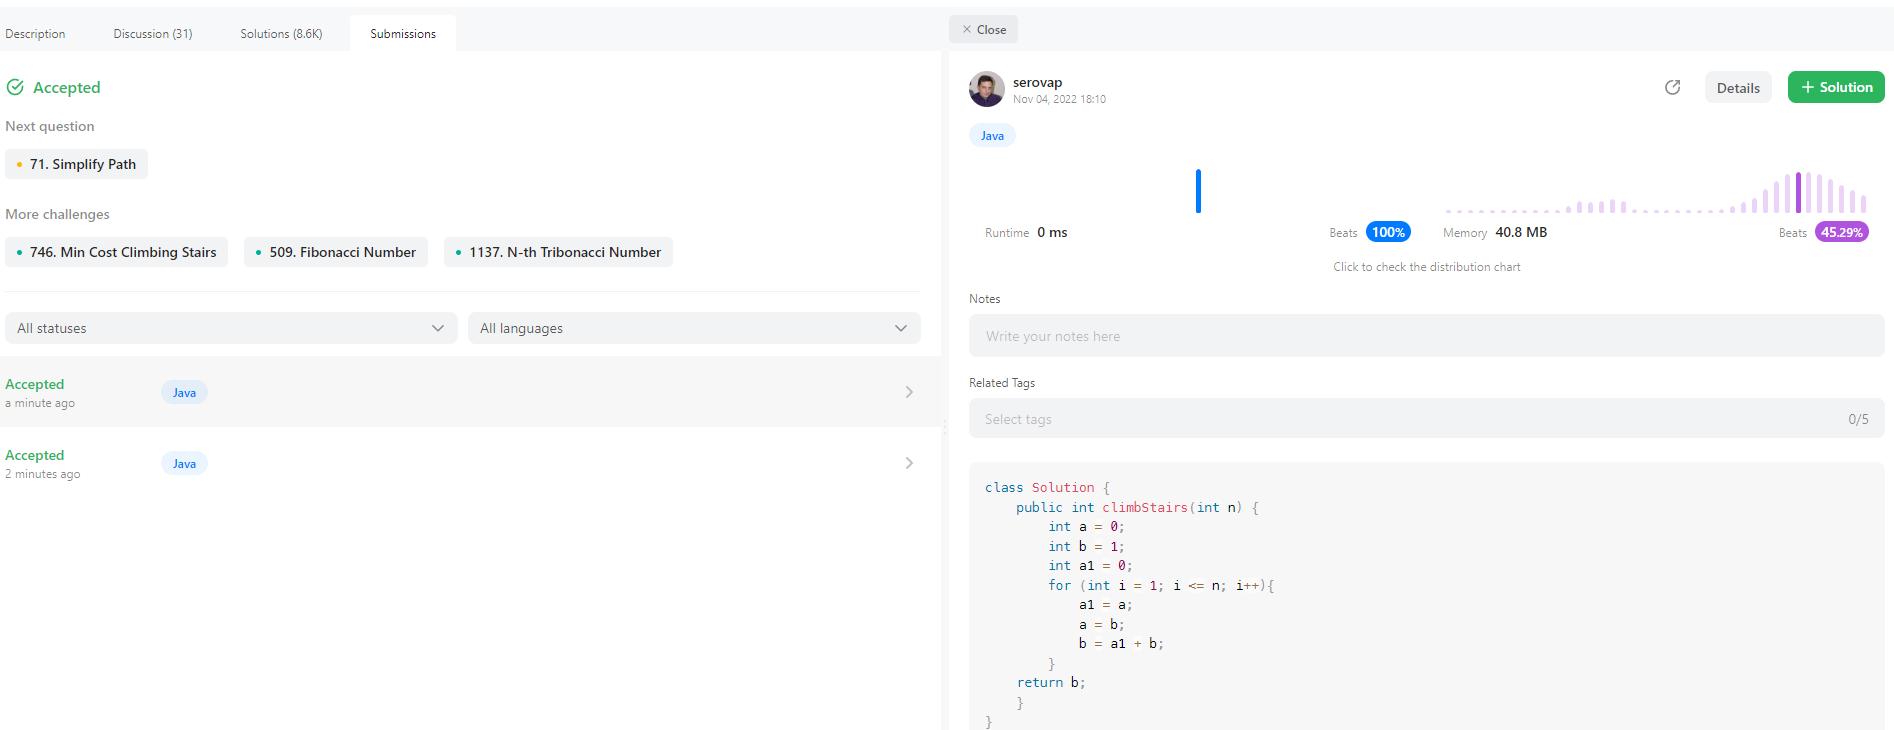 Description Discussion (31) Solutions (8.6K) Submissions
Accepted
Next question
71. Simplify Path
More challenges
746. Min Cost Climbing Stairs 509. Fibonacci Number 1137. N-th Tribonacci Number
All statuses All languages
Accepted Java
a minute ago
Accepted Java
2 minutes ago
Close
serovap
Nov 04, 2022 18:10
Details + Solution
Java
Runtime 0 ms Beats 100% Memory 40.8 MB Beats 45.29%
Click to check the distribution chart
Notes
Write your notes here
Related Tags
Select tags 0/5
class Solution {
    public int climbStairs(int n) {
        int a = 0;
        int b = 1;
        int a1 = 0;
        for (int i = 1; i <= n; i++){
            a1 = a;
            a = b;
            b = a1 + b;
        }
    return b;
    }
}